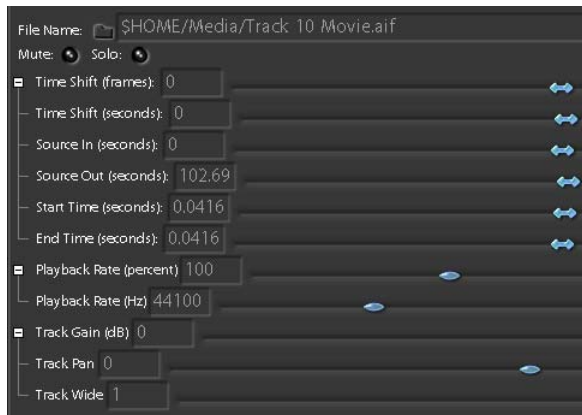 File Name: $HOME/Media/Track 10 Movie.aif
Mute: Solo:
Time Shift (frames): 0
Time Shift (seconds): 0
Source In (seconds): 0
Source Out (seconds): 102.69
Start Time (seconds): 0.0416
End Time (seconds): 0.0416
Playback Rate (percent) 100
Playback Rate (Hz) 44100
Track Gain (dB) 0
Track Pan 0
Track Wide 1